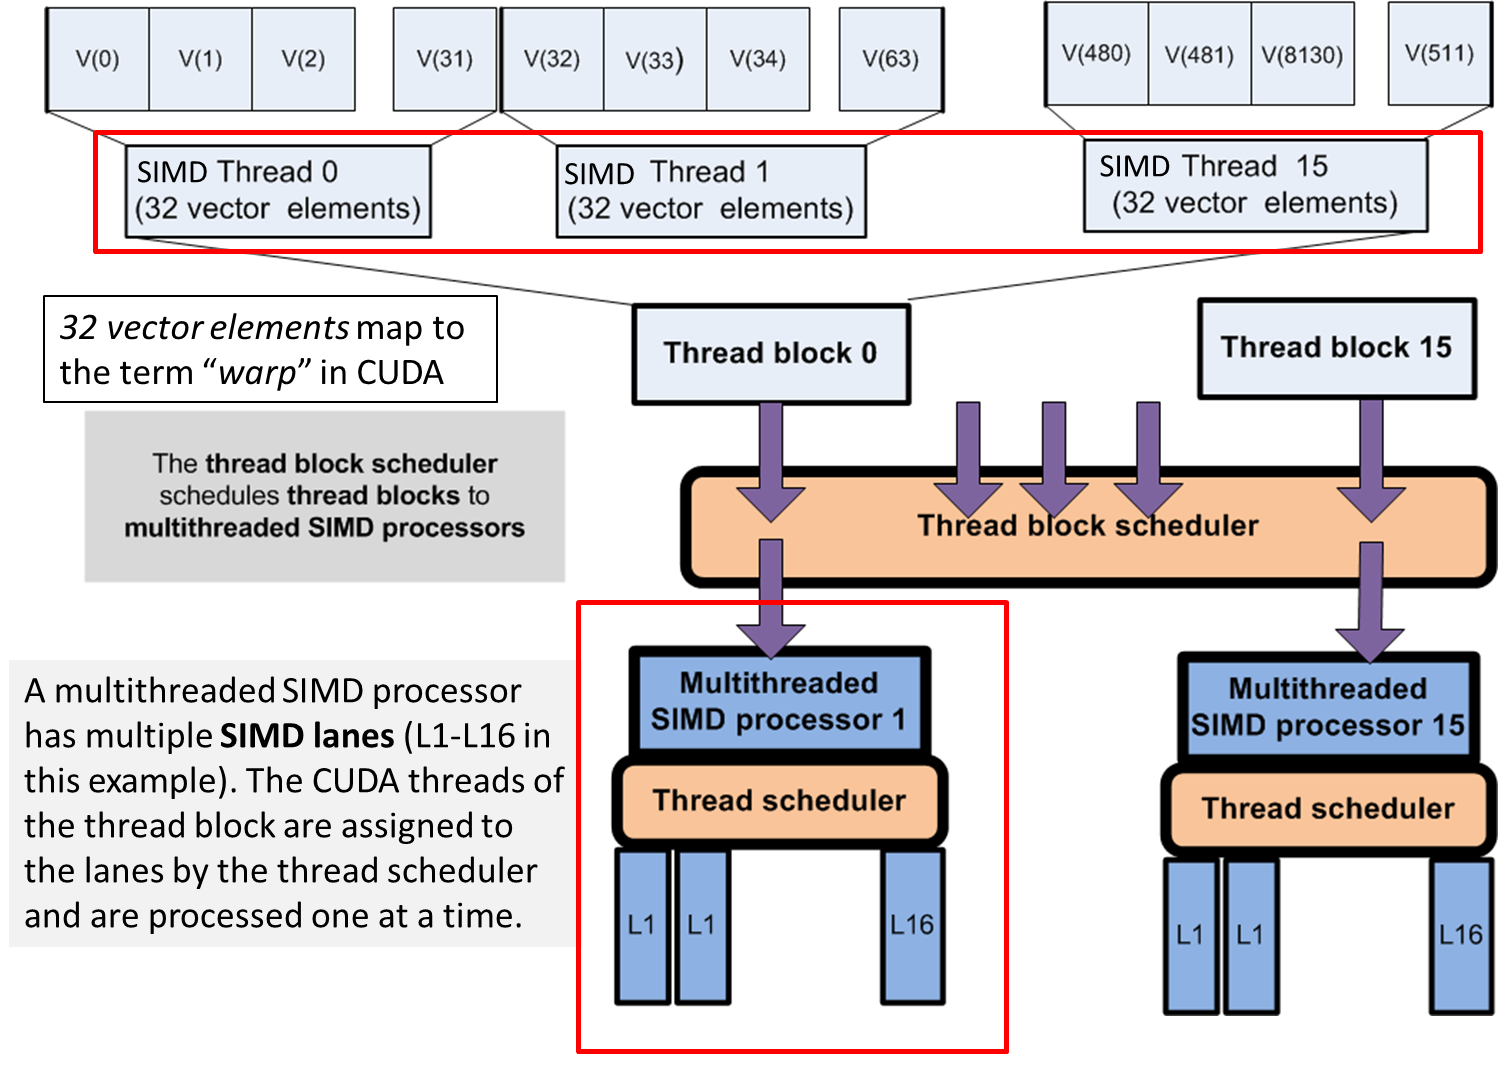 V(0) V(1) V(2) V(31) V(32) V(33) V(34) V(63) V(480) V(481) V(8130) V(511)
SIMD Thread 0
(32 vector elements)
SIMD Thread 1
(32 vector elements)
SIMD Thread 15
(32 vector elements)
32 vector elements map to
the term “warp” in CUDA
Thread block 0
Thread block 15
The thread block scheduler
schedules thread blocks to
multithreaded SIMD processors
Thread block scheduler
A multithreaded SIMD processor
has multiple SIMD lanes (L1-L16 in
this example). The CUDA threads of
the thread block are assigned to
the lanes by the thread scheduler
and are processed one at a time.
Multithreaded
SIMD processor 1
Thread scheduler
L1 L1 L16
Multithreaded
SIMD processor 15
Thread scheduler
L1 L1 L16